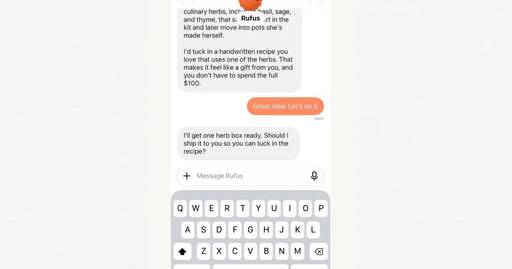 culinary herbs, basil, sage,
Rufus
and thyme, that in the
kit and later move into pots she's
made herself.
I'd tuck in a handwritten recipe you
love that uses one of the herbs. That
makes it feel like a gift from you, and
you don't have to spend the full
$100.
Great idea! Let's do it
I'll get one herb box ready. Should I
ship it to you so you can tuck in the
recipe?
Message Rufus
Q W E R T Y U I O P
A S D F G H J K L
Z X C V B N M